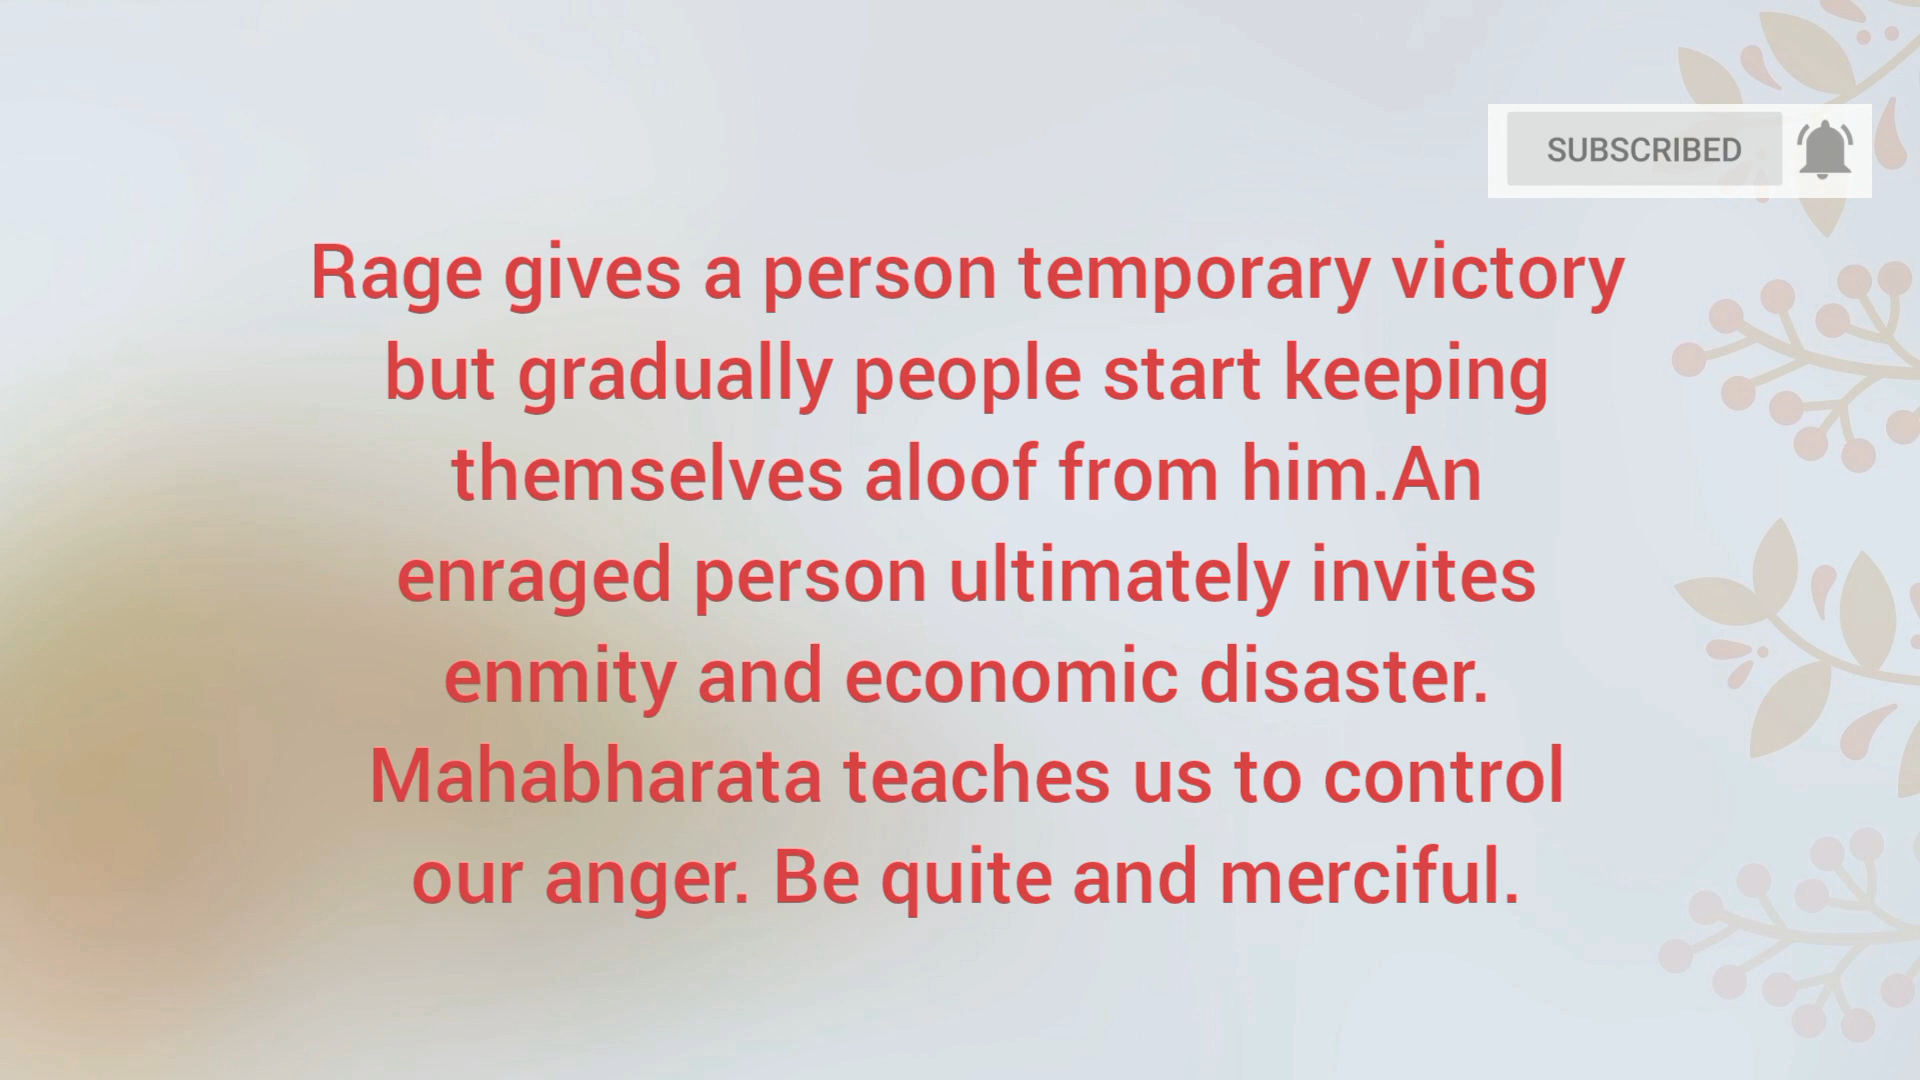 SUBSCRIBED
Rage gives a person temporary victory
but gradually people start keeping
themselves aloof from him.An
enraged person ultimately invites
enmity and economic disaster.
Mahabharata teaches us to control
our anger. Be quite and merciful.